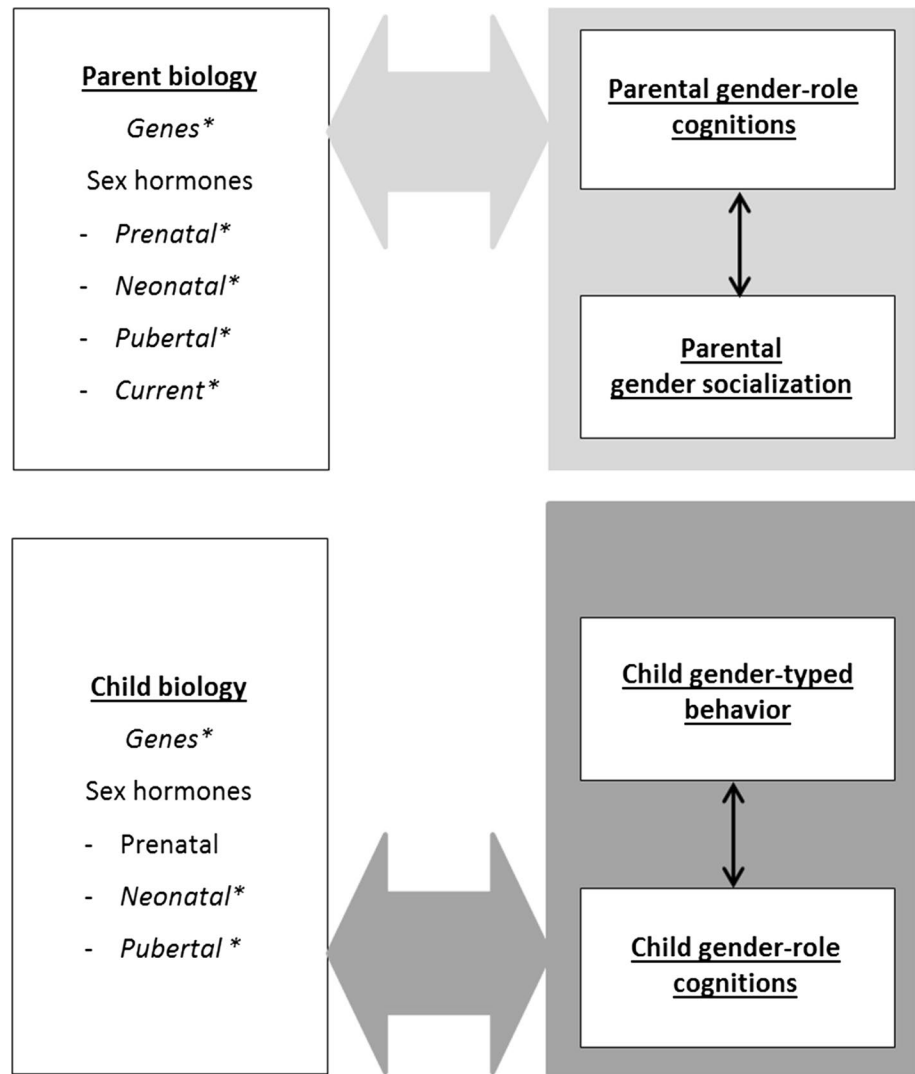 Parent biology
Genes*
Sex hormones
- Prenatal*
- Neonatal*
- Pubertal*
- Current*
Parental gender-role
cognitions
Parental
gender socialization
Child biology
Genes*
Sex hormones
- Prenatal
- Neonatal*
- Pubertal *
Child gender-typed
behavior
Child gender-role
cognitions